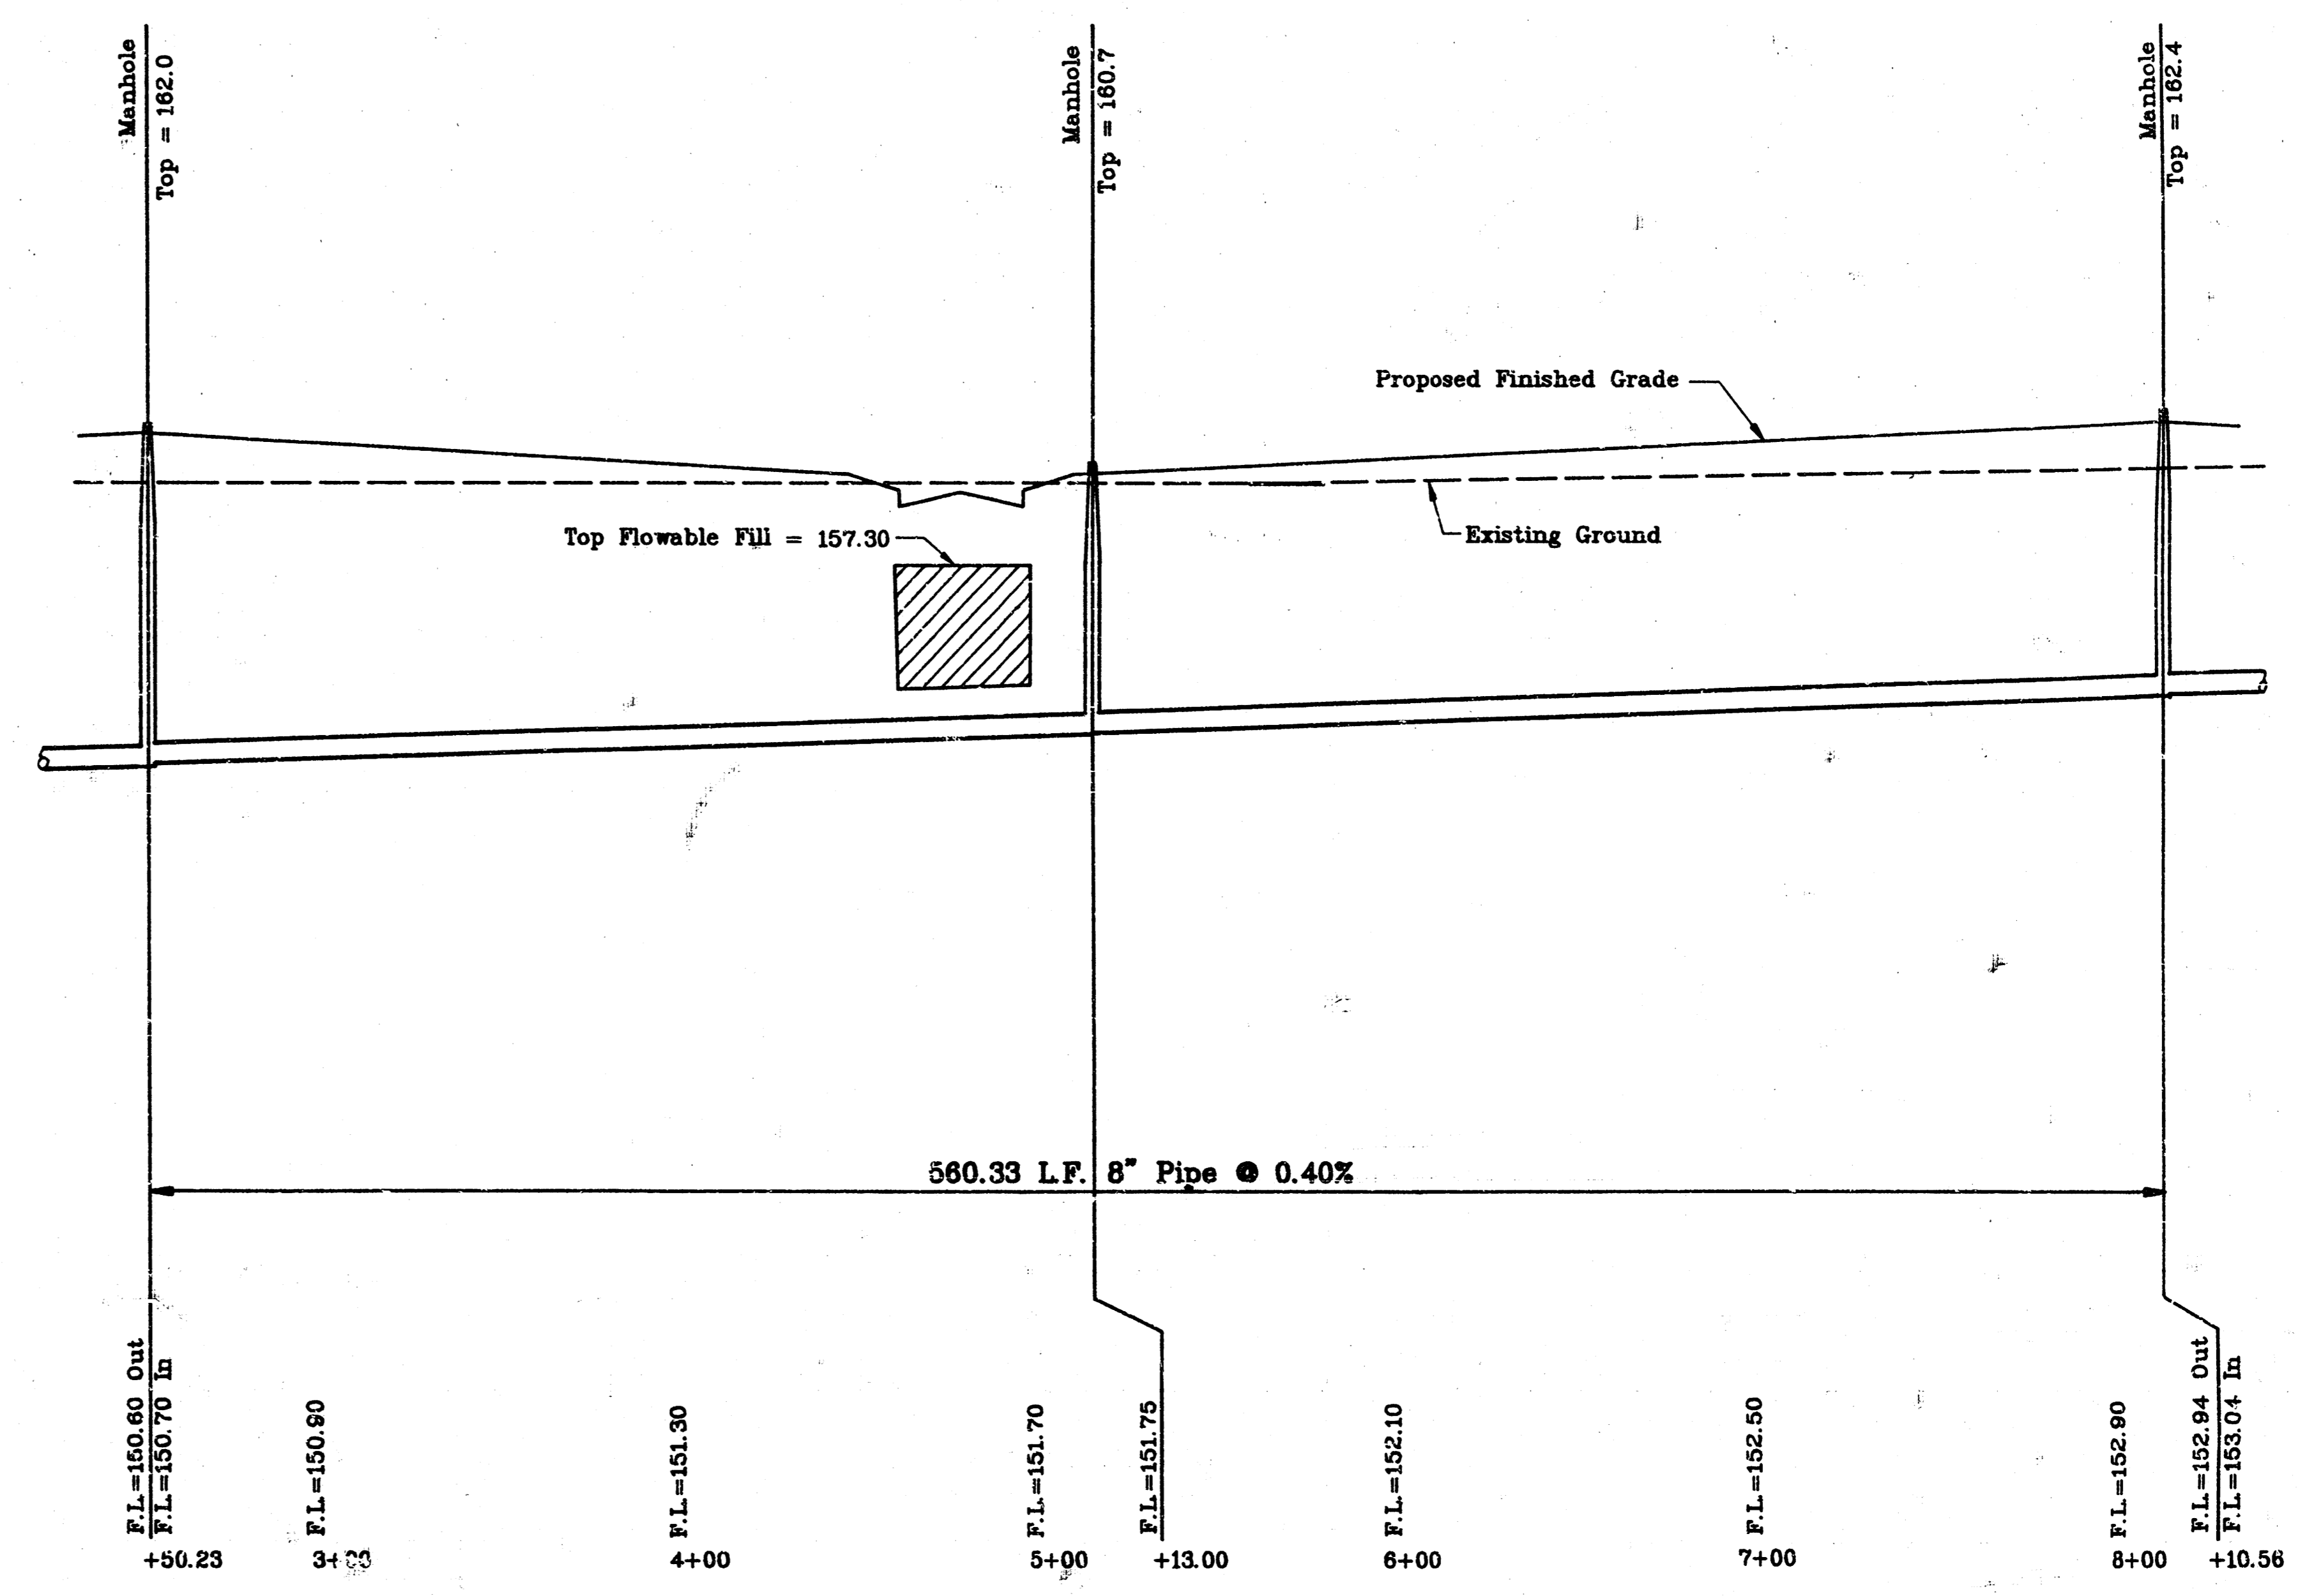 Manhole
Top = 162.0
Manhole
Top = 160.7
Manhole
Top = 162.4
Proposed Finished Grade
Top Flowable Fill = 157.30
Existing Ground
560.33 L.F. 8" Pipe @ 0.40%
F.L.=150.60 Out
F.L.=150.70 In
F.L.=150.90
F.L.=151.30
F.L.=151.70
F.L.=151.75
F.L.=152.10
F.L.=152.50
F.L.=152.90
F.L.=152.94 Out
F.L.=153.04 In
+50.23
3+00
4+00
5+00
+13.00
6+00
7+00
8+00
+10.56